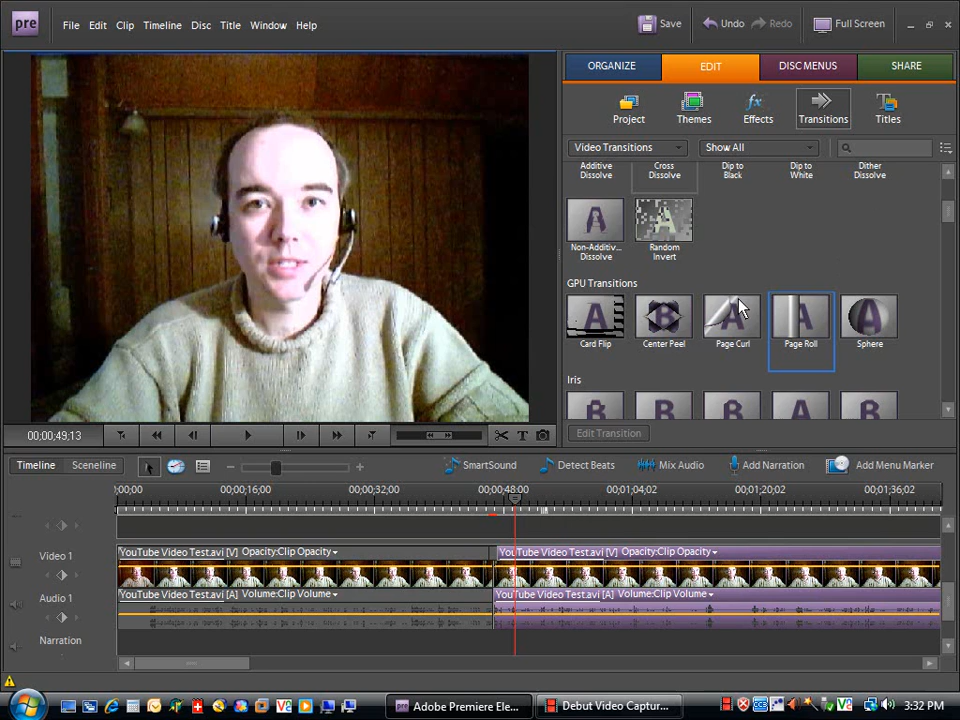 pre File Edit Clip Timeline Disc Title Window Help Save Undo Redo Full Screen
ORGANIZE EDIT DISC MENUS SHARE
Project Themes fx Effects Transitions T Titles
Video Transitions Show All
Additive Dissolve
Cross Dissolve
Dip to Black
Dip to White
Dither Dissolve
Non-Additiv... Dissolve
Random Invert
GPU Transitions
Card Flip Center Peel Page Curl Page Roll Sphere
Iris
00;00;49;13
Edit Transition
Timeline Sceneline SmartSound Detect Beats Mix Audio Add Narration Add Menu Marker
;00;00 00;00;16;00 00;00;32;00 00;00;48;00 00;01;04;02 00;01;20;02 00;01;36;02
Video 1 YouTube Video Test.avi [V] Opacity:Clip Opacity YouTube Video Test.avi [V] Opacity:Clip Opacity
Audio 1 YouTube Video Test.avi [A] Volume:Clip Volume YouTube Video Test.avi [A] Volume:Clip Volume
Narration
pre Adobe Premiere Ele... Debut Video Captur... 3:32 PM